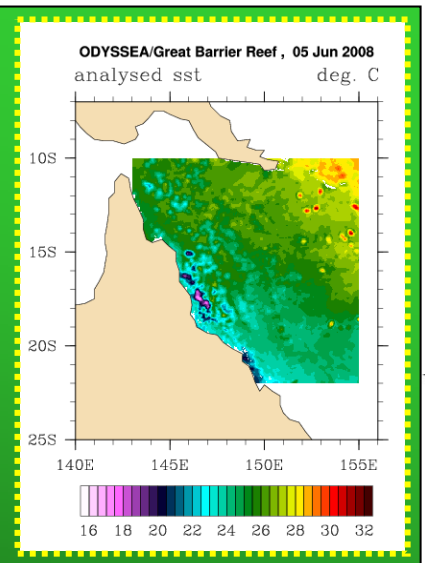 ODYSSEA/Great Barrier Reef , 05 Jun 2008
analysed sst deg. C
10S
15S
20S
25S
140E 145E 150E 155E
16 18 20 22 24 26 28 30 32